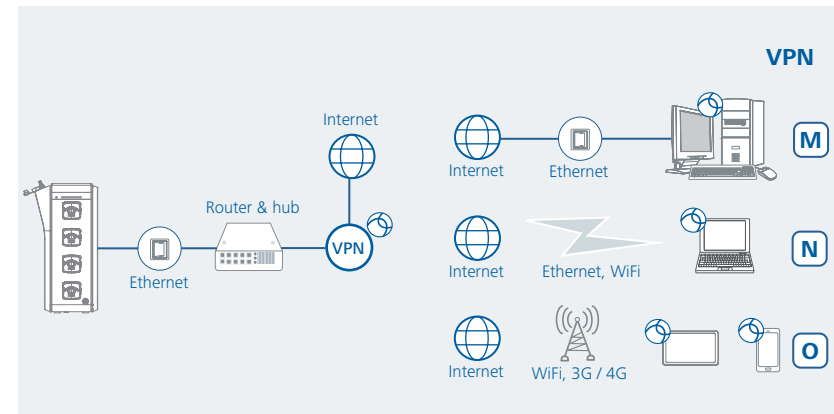 VPN
Internet
Router & hub
Ethernet
VPN
Internet
Ethernet
M
Internet
Ethernet, WiFi
N
Internet
WiFi, 3G / 4G
O